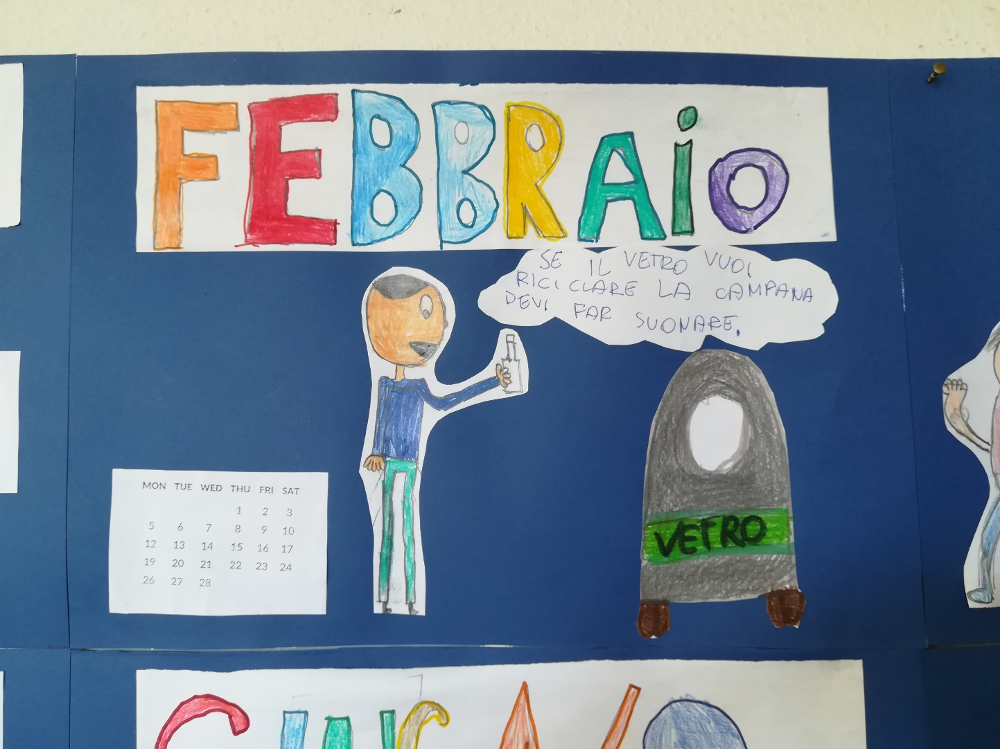 FEBBRAiO
SE IL VETRO VUOI
RICICLARE LA CAMPANA
DEVI FAR SUONARE.
VETRO
MON TUE WED THU FRI SAT
1 2 3
5 6 7 8 9 10
12 13 14 15 16 17
19 20 21 22 23 24
26 27 28